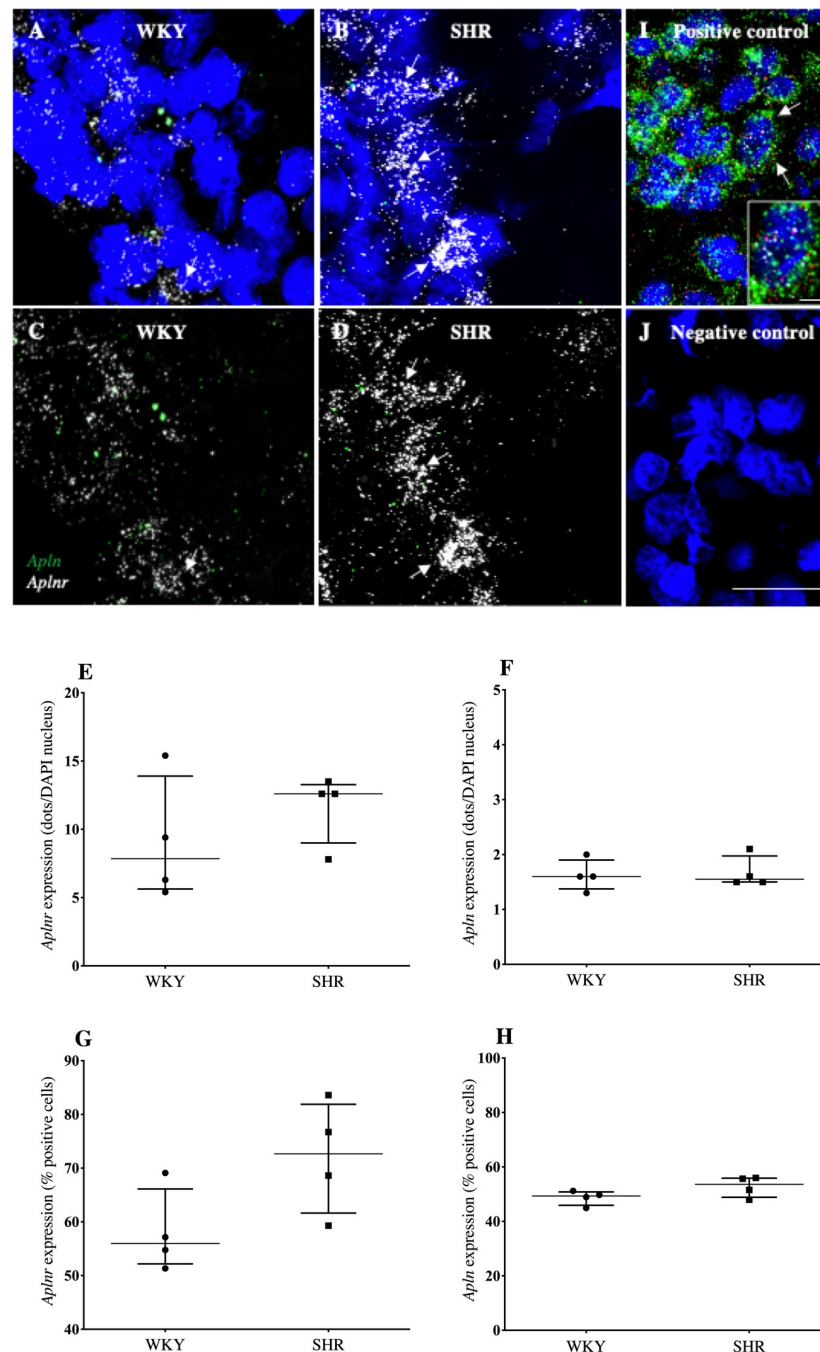 A WKY
B SHR
I Positive control
C WKY
D SHR
J Negative control
Apln
Aplnr
E
Aplnr expression (dots/DAPI nucleus)
20
15
10
5
0
WKY SHR
F
Apln expression (dots/DAPI nucleus)
5
4
3
2
1
0
WKY SHR
G
Aplnr expression (% positive cells)
90
80
70
60
50
40
WKY SHR
H
Apln expression (% positive cells)
100
80
60
40
20
0
WKY SHR